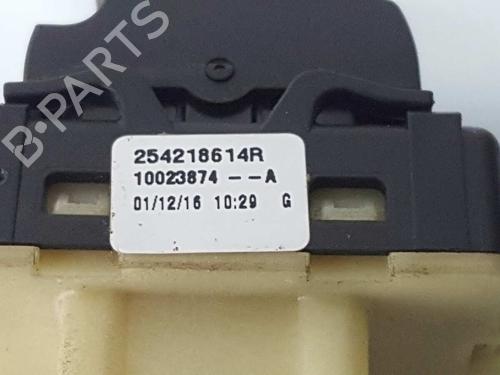 B-PARTS
254218614R
10023874 --A
01/12/16 10:29 G